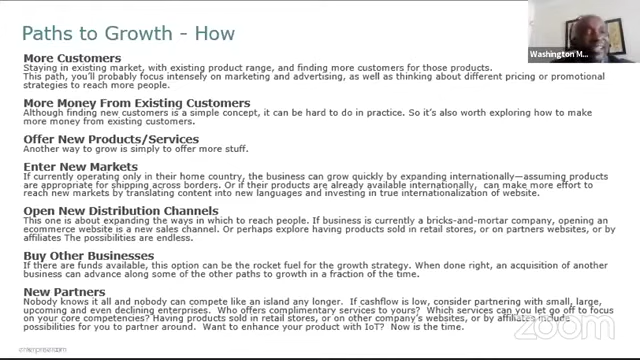 Paths to Growth - How
Washington M...
More Customers
Staying in existing market, with existing product range, and finding more customers for those products.
This path, you'll probably focus intensely on marketing and advertising, as well as thinking about different pricing or promotional
strategies to reach more people.
More Money From Existing Customers
Although finding new customers is a simple concept, it can be hard to do in practice. So it's also worth exploring how to make
more money from existing customers.
Offer New Products/Services
Another way to grow is simply to offer more stuff.
Enter New Markets
If currently operating only in their home country, the business can grow quickly by expanding internationally—assuming products
are appropriate for shipping across borders. Or if their products are already available internationally, can make more effort to
reach new markets by translating content into new languages and investing in true internationalization of website.
Open New Distribution Channels
This one is about expanding the ways in which to reach people. If business is currently a bricks-and-mortar company, opening an
ecommerce website is a new sales channel. Or perhaps explore having products sold in retail stores, or on partners websites, or by
affiliates The possibilities are endless.
Buy Other Businesses
If there are funds available, this option can be the rocket fuel for the growth strategy. When done right, an acquisition of another
business can advance along some of the other paths to growth in a fraction of the time.
New Partners
Nobody knows it all and nobody can compete like an island any longer. If cashflow is low, consider partnering with small, large,
upcoming and even declining enterprises. Who offers complimentary services to yours? Which services can you let go off to focus
on your core competencies? Having products sold in retail stores, or on other company's websites, or by affiliates include
possibilities for you to partner around. Want to enhance your product with IoT? Now is the time.
zoom